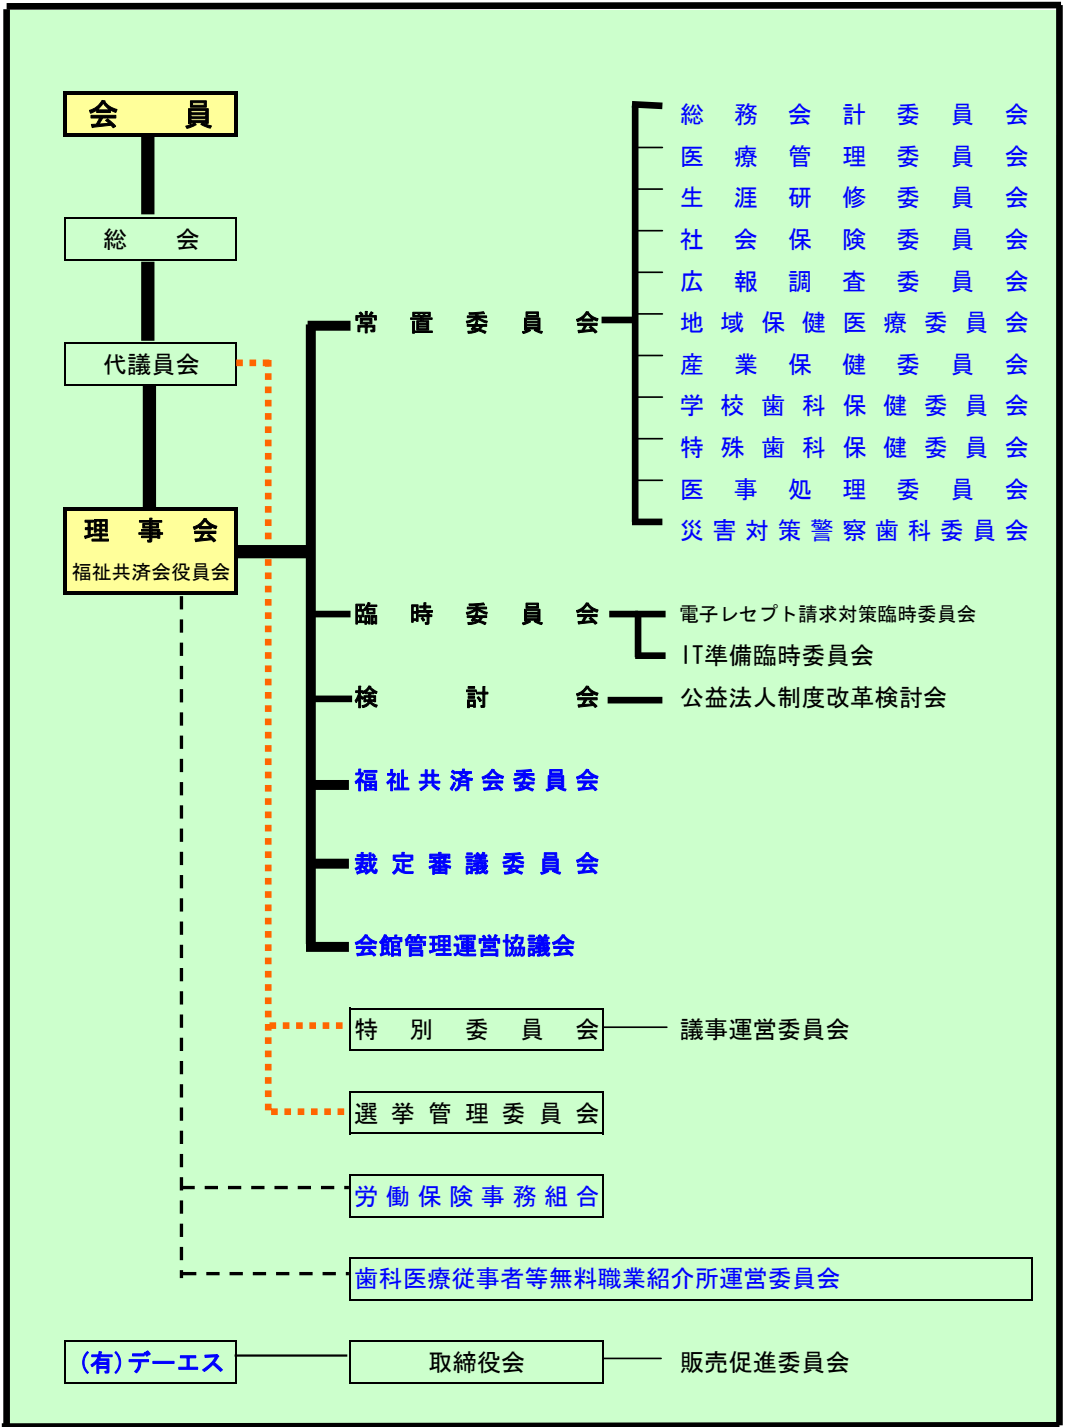 会員
総会
代議員会
理事会
福祉共済会役員会
常置委員会
総務会計委員会
医療管理委員会
生涯研修委員会
社会保険委員会
広報調査委員会
地域保健医療委員会
産業保健委員会
学校歯科保健委員会
特殊歯科保健委員会
医事処理委員会
災害対策警察歯科委員会
臨時委員会
電子レセプト請求対策臨時委員会
IT準備臨時委員会
検討会
公益法人制度改革検討会
福祉共済会委員会
裁定審議委員会
会館管理運営協議会
特別委員会
議事運営委員会
選挙管理委員会
労働保険事務組合
歯科医療従事者等無料職業紹介所運営委員会
(有)デーエス
取締役会
販売促進委員会